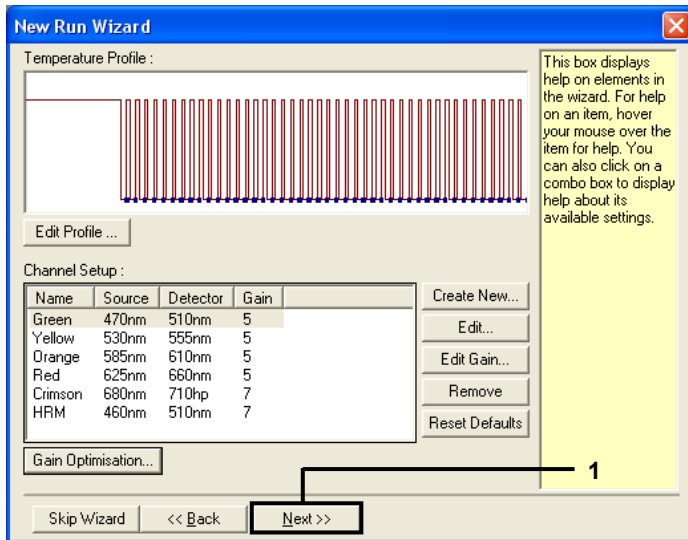 New Run Wizard
Temperature Profile :
This box displays
help on elements in
the wizard. For help
on an item, hover
your mouse over the
item for help. You
can also click on a
combo box to display
help about its
available settings.
Edit Profile ...
Channel Setup :
Name Source Detector Gain
Green 470nm 510nm 5
Yellow 530nm 555nm 5
Orange 585nm 610nm 5
Red 625nm 660nm 5
Crimson 680nm 710hp 7
HRM 460nm 510nm 7
Create New...
Edit...
Edit Gain...
Remove
Reset Defaults
Gain Optimisation...
1
Skip Wizard << Back Next >>